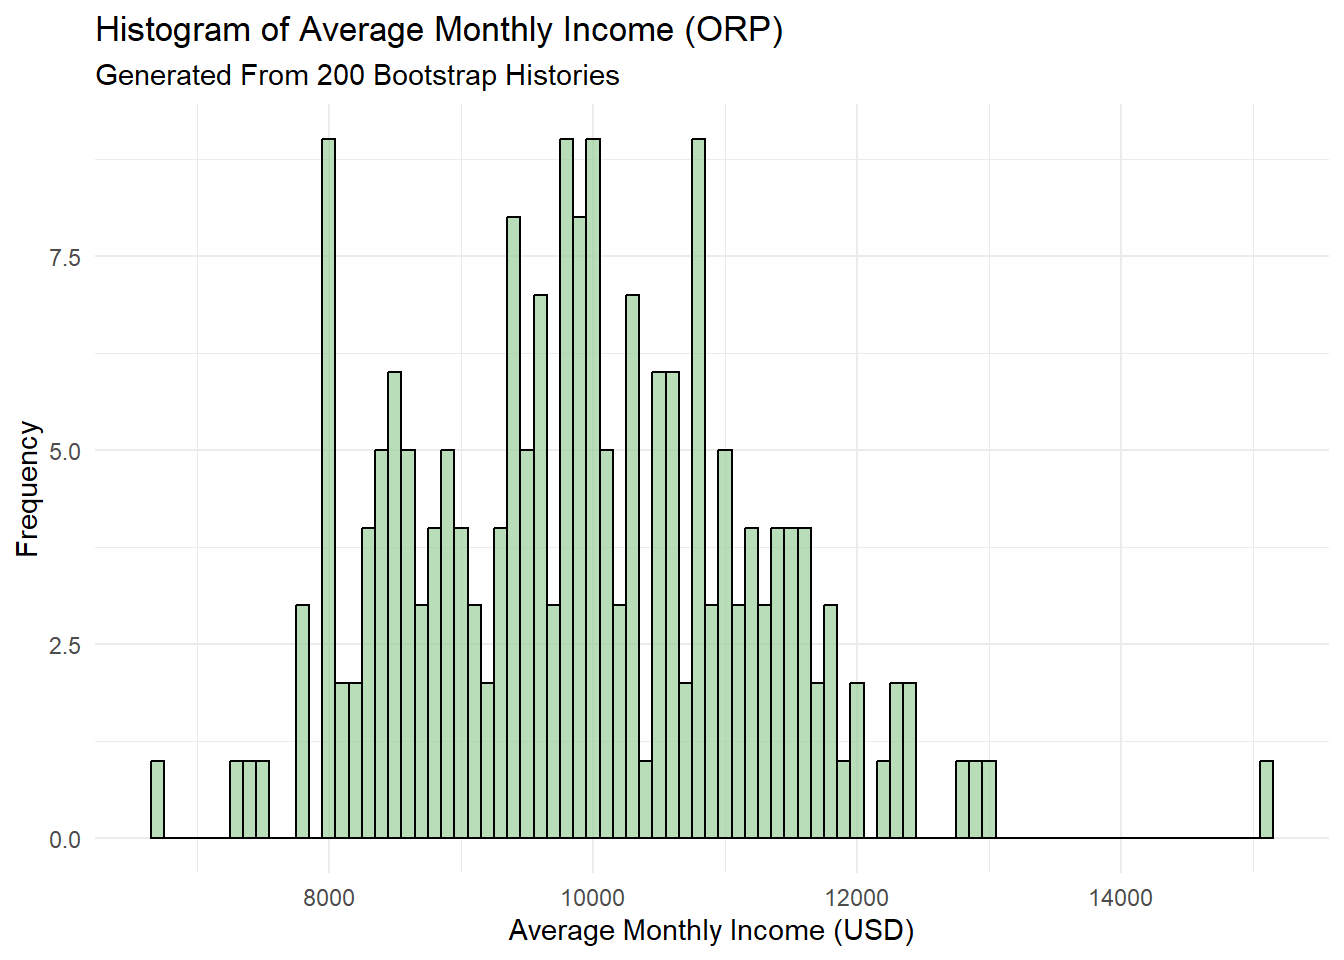 Histogram of Average Monthly Income (ORP)
Generated From 200 Bootstrap Histories
Frequency
7.5
5.0
2.5
0.0
8000 10000 12000 14000
Average Monthly Income (USD)